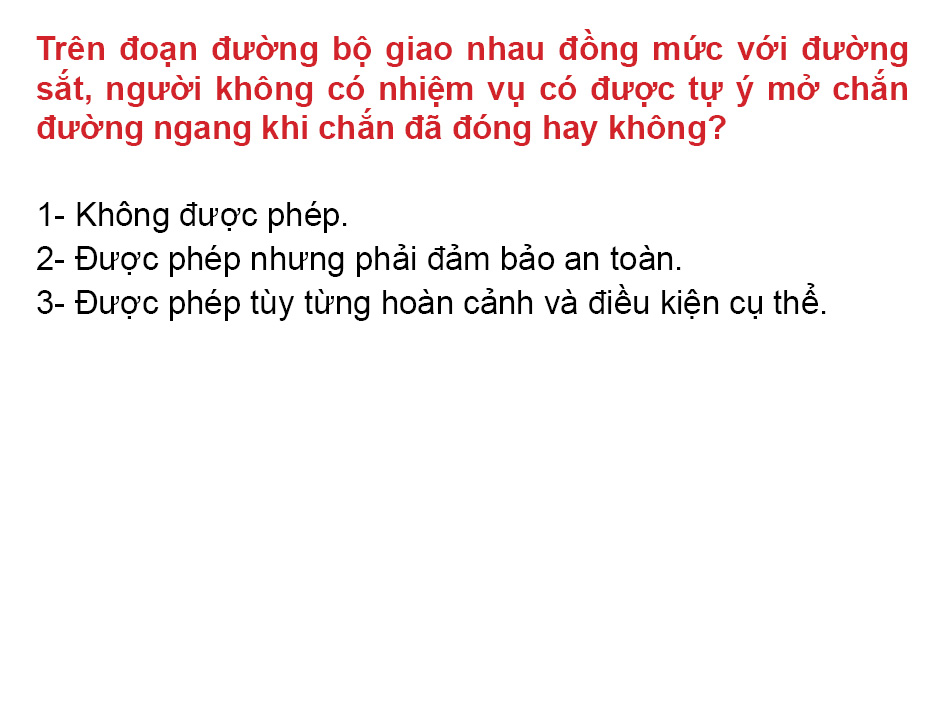 Trên đoạn đường bộ giao nhau đồng mức với đường
sắt, người không có nhiệm vụ có được tự ý mở chắn
đường ngang khi chắn đã đóng hay không?
1- Không được phép.
2- Được phép nhưng phải đảm bảo an toàn.
3- Được phép tùy từng hoàn cảnh và điều kiện cụ thể.